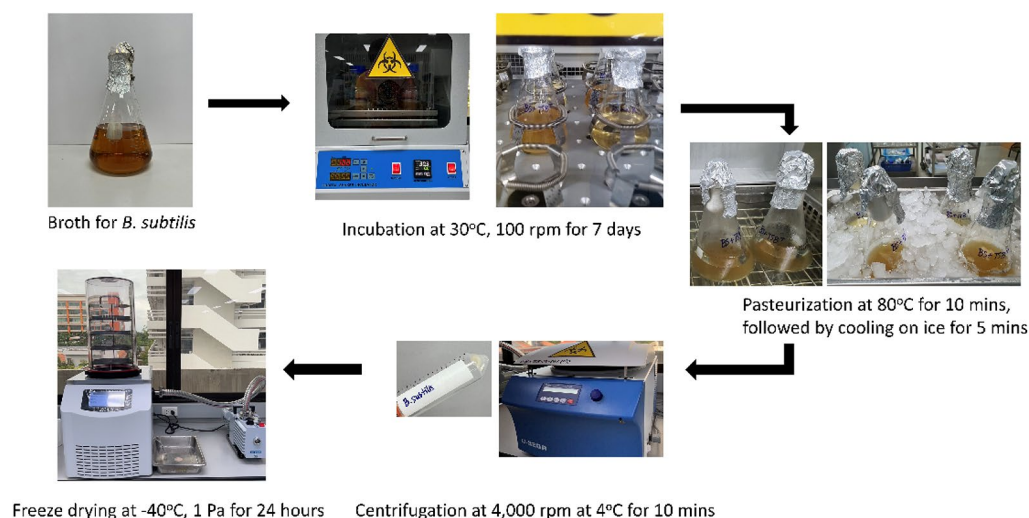 Broth for B. subtilis
Incubation at 30°C, 100 rpm for 7 days
Pasteurization at 80°C for 10 mins,
followed by cooling on ice for 5 mins
B. subtilis
Freeze drying at -40°C, 1 Pa for 24 hours
Centrifugation at 4,000 rpm at 4°C for 10 mins